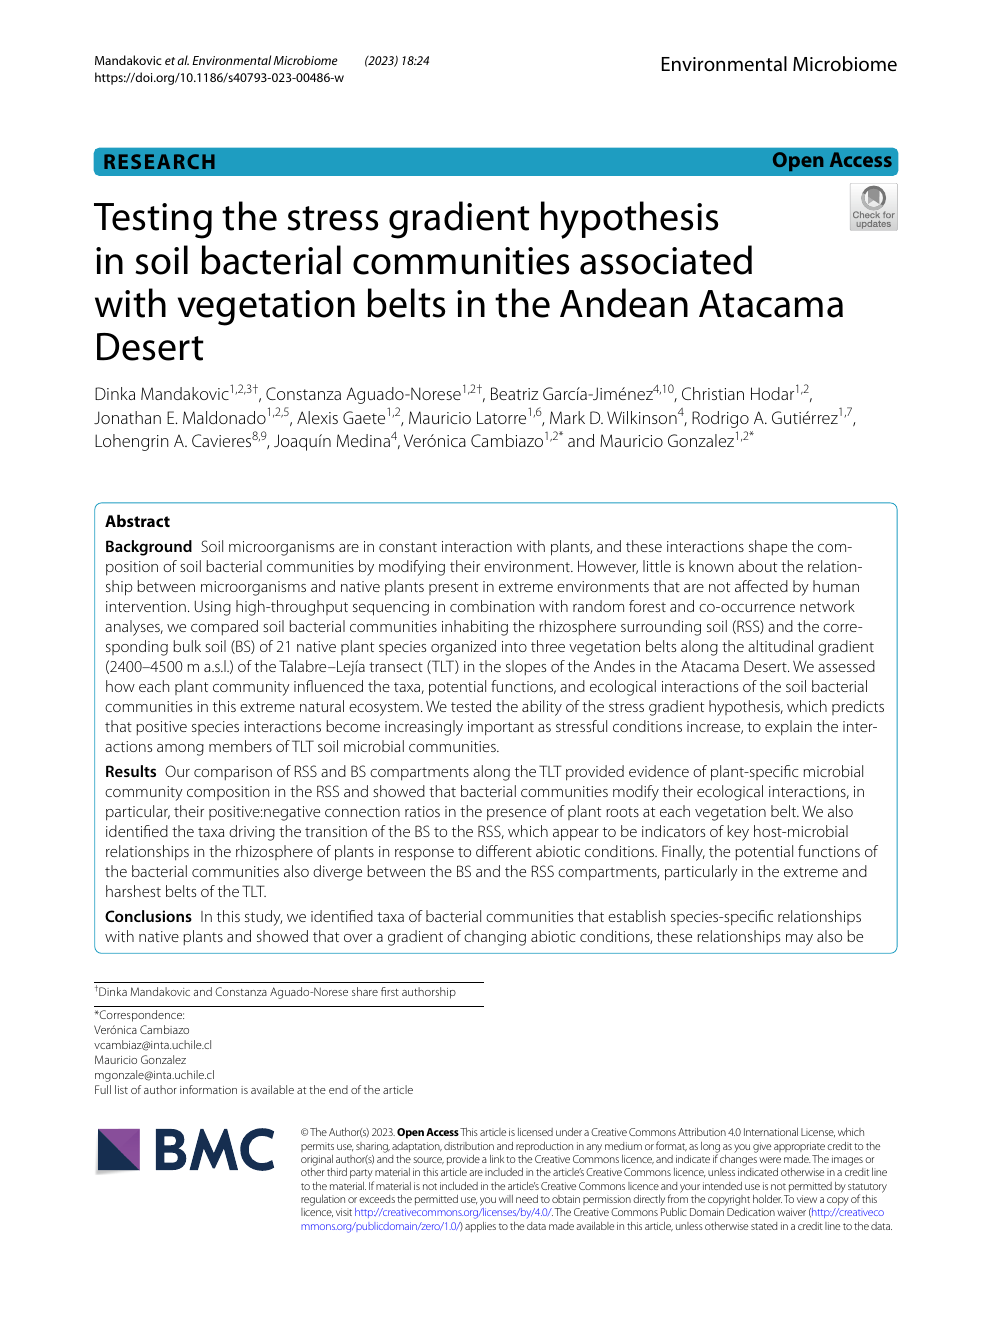 Mandakovic et al. Environmental Microbiome (2023) 18:24
https://doi.org/10.1186/s40793-023-00486-w
Environmental Microbiome
RESEARCH
Open Access
Check for
updates
Testing the stress gradient hypothesis
in soil bacterial communities associated
with vegetation belts in the Andean Atacama
Desert
Dinka Mandakovic1,2,3†, Constanza Aguado-Norese1,2†, Beatriz García-Jiménez4,10, Christian Hodar1,2,
Jonathan E. Maldonado1,2,5, Alexis Gaete1,2, Mauricio Latorre1,6, Mark D. Wilkinson4, Rodrigo A. Gutiérrez1,7,
Lohengrin A. Cavieres8,9, Joaquín Medina4, Verónica Cambiazo1,2* and Mauricio Gonzalez1,2*
Abstract
Background Soil microorganisms are in constant interaction with plants, and these interactions shape the com-
position of soil bacterial communities by modifying their environment. However, little is known about the relation-
ship between microorganisms and native plants present in extreme environments that are not affected by human
intervention. Using high-throughput sequencing in combination with random forest and co-occurrence network
analyses, we compared soil bacterial communities inhabiting the rhizosphere surrounding soil (RSS) and the corre-
sponding bulk soil (BS) of 21 native plant species organized into three vegetation belts along the altitudinal gradient
(2400–4500 m a.s.l.) of the Talabre–Lejía transect (TLT) in the slopes of the Andes in the Atacama Desert. We assessed
how each plant community influenced the taxa, potential functions, and ecological interactions of the soil bacterial
communities in this extreme natural ecosystem. We tested the ability of the stress gradient hypothesis, which predicts
that positive species interactions become increasingly important as stressful conditions increase, to explain the inter-
actions among members of TLT soil microbial communities.
Results Our comparison of RSS and BS compartments along the TLT provided evidence of plant-specific microbial
community composition in the RSS and showed that bacterial communities modify their ecological interactions, in
particular, their positive:negative connection ratios in the presence of plant roots at each vegetation belt. We also
identified the taxa driving the transition of the BS to the RSS, which appear to be indicators of key host-microbial
relationships in the rhizosphere of plants in response to different abiotic conditions. Finally, the potential functions of
the bacterial communities also diverge between the BS and the RSS compartments, particularly in the extreme and
harshest belts of the TLT.
Conclusions In this study, we identified taxa of bacterial communities that establish species-specific relationships
with native plants and showed that over a gradient of changing abiotic conditions, these relationships may also be
†Dinka Mandakovic and Constanza Aguado-Norese share first authorship
*Correspondence:
Verónica Cambiazo
vcambiaz@inta.uchile.cl
Mauricio Gonzalez
mgonzale@inta.uchile.cl
Full list of author information is available at the end of the article
BMC
© The Author(s) 2023. Open Access This article is licensed under a Creative Commons Attribution 4.0 International License, which
permits use, sharing, adaptation, distribution and reproduction in any medium or format, as long as you give appropriate credit to the
original author(s) and the source, provide a link to the Creative Commons licence, and indicate if changes were made. The images or
other third party material in this article are included in the article's Creative Commons licence, unless indicated otherwise in a credit line
to the material. If material is not included in the article's Creative Commons licence and your intended use is not permitted by statutory
regulation or exceeds the permitted use, you will need to obtain permission directly from the copyright holder. To view a copy of this
licence, visit http://creativecommons.org/licenses/by/4.0/. The Creative Commons Public Domain Dedication waiver (http://creativeco
mmons.org/publicdomain/zero/1.0/) applies to the data made available in this article, unless otherwise stated in a credit line to the data.